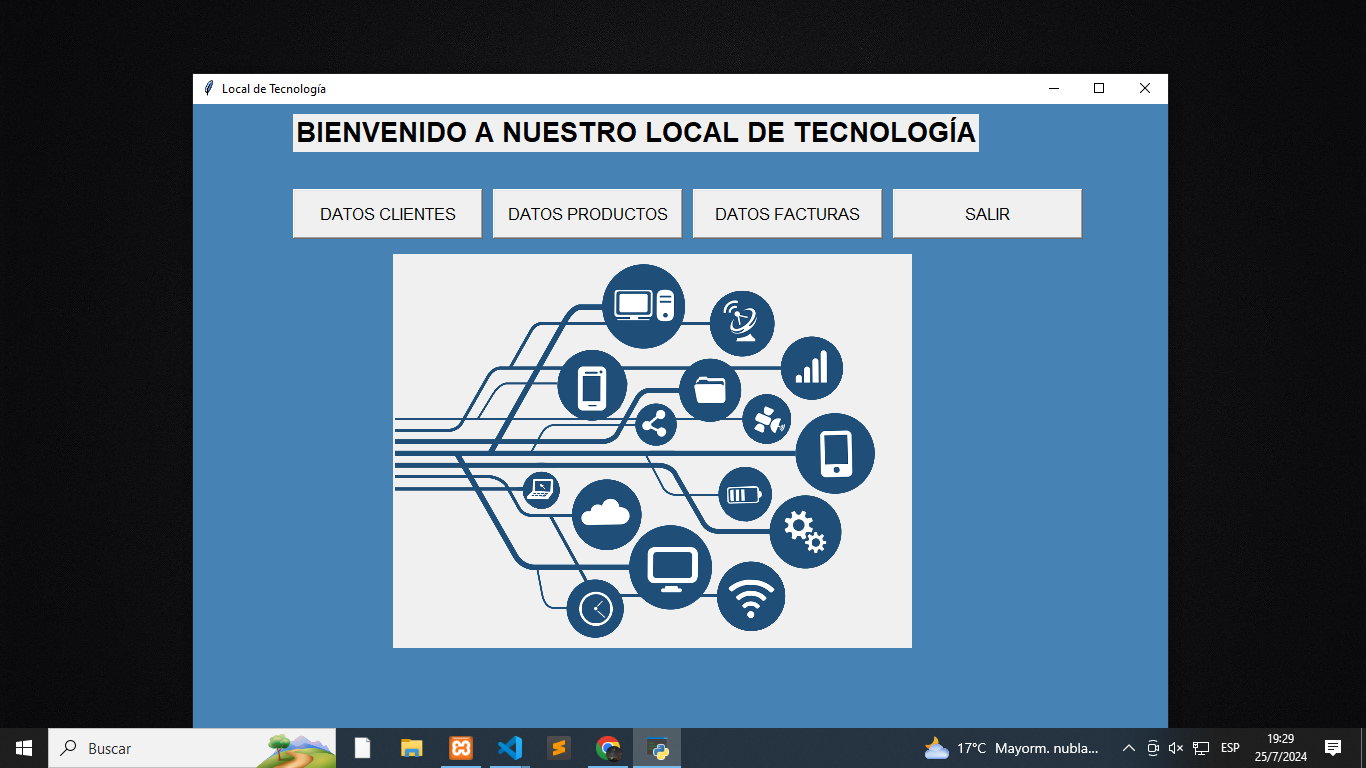 Local de Tecnología
BIENVENIDO A NUESTRO LOCAL DE TECNOLOGÍA
DATOS CLIENTES
DATOS PRODUCTOS
DATOS FACTURAS
SALIR
Buscar
17°C Mayorm. nubla...
ESP
19:29
25/7/2024